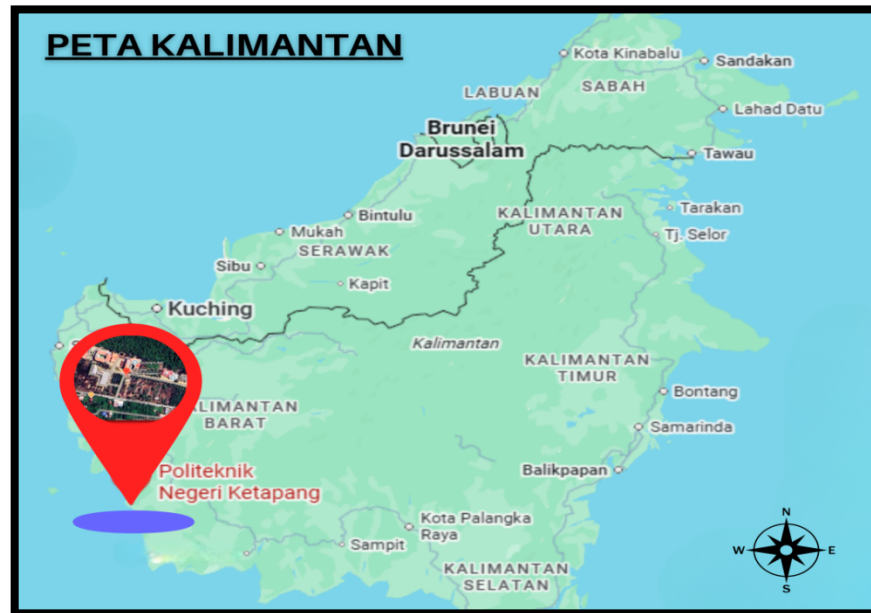 PETA KALIMANTAN
Kota Kinabalu
Sandakan
LABUAN
SABAH
Lahad Datu
Brunei
Darussalam
Tawau
Bintulu
KALIMANTAN
UTARA
Tarakan
Mukah
Tj. Selor
SERAWAK
Sibu
Kapit
Kuching
Kalimantan
S
KALIMANTAN
TIMUR
Bontang
ALIMANTAN
BARAT
Samarinda
Balikpapan
Politeknik
Negeri Ketapang
Kota Palangka
Raya
Sampit
KALIMANTAN
SELATAN
N
W
E
S